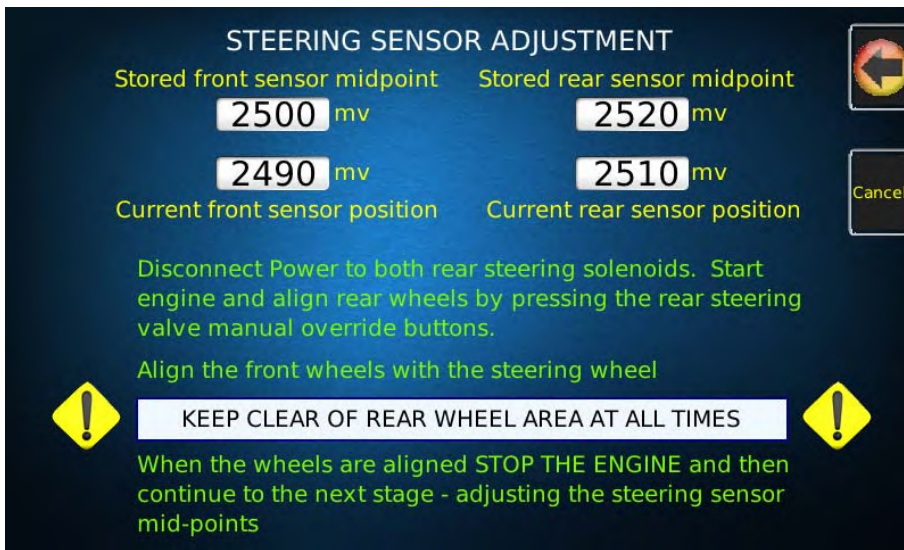 STEERING SENSOR ADJUSTMENT
Stored front sensor midpoint
Stored rear sensor midpoint
2500 mv
2520 mv
2490 mv
2510 mv
Current front sensor position
Current rear sensor position
Cancel
Disconnect Power to both rear steering solenoids. Start
engine and align rear wheels by pressing the rear steering
valve manual override buttons.
Align the front wheels with the steering wheel
KEEP CLEAR OF REAR WHEEL AREA AT ALL TIMES
When the wheels are aligned STOP THE ENGINE and then
continue to the next stage - adjusting the steering sensor
mid-points